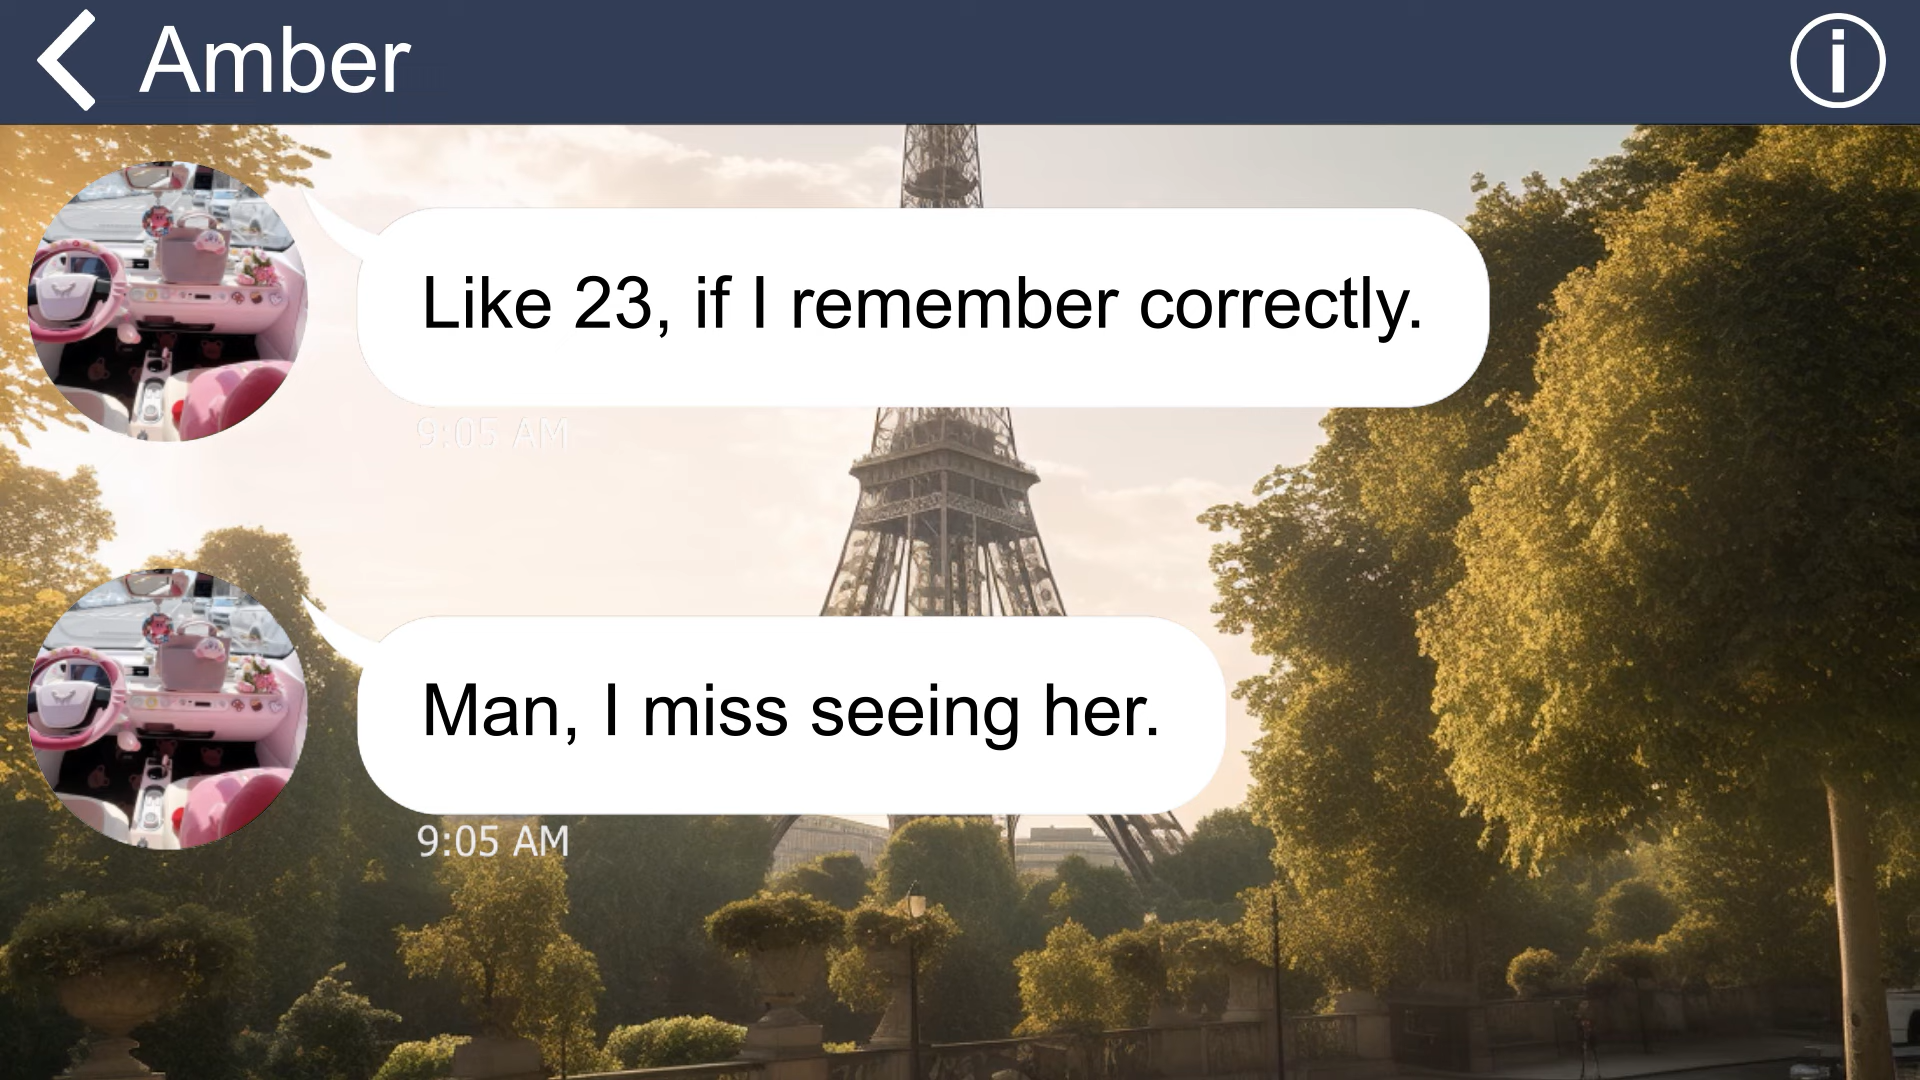 Amber
Like 23, if I remember correctly.
9:05 AM
Man, I miss seeing her.
9:05 AM